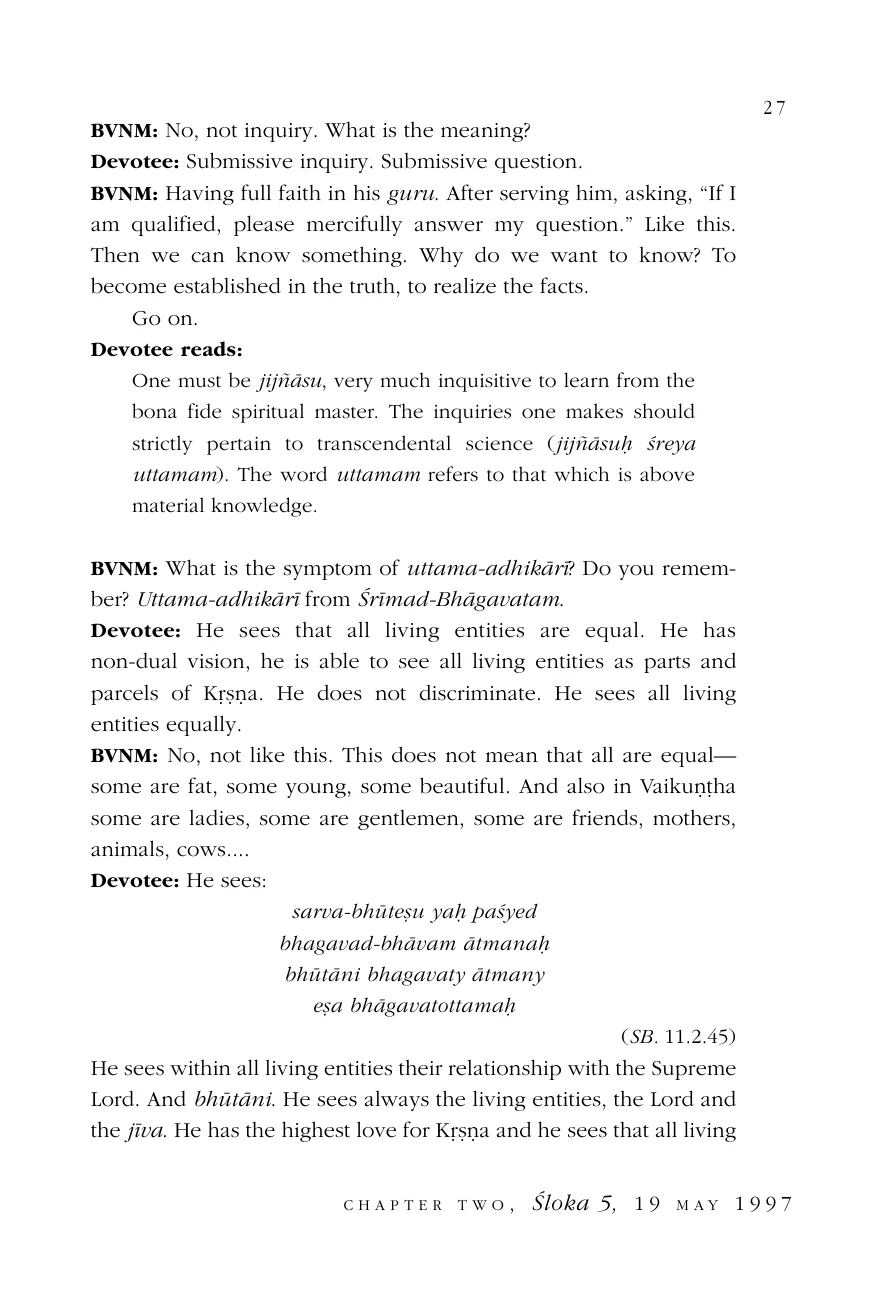 27
BVNM: No, not inquiry. What is the meaning?
Devotee: Submissive inquiry. Submissive question.
BVNM: Having full faith in his guru. After serving him, asking, “If I
am qualified, please mercifully answer my question.” Like this.
Then we can know something. Why do we want to know? To
become established in the truth, to realize the facts.
Go on.
Devotee reads:
One must be jijñāsu, very much inquisitive to learn from the
bona fide spiritual master. The inquiries one makes should
strictly pertain to transcendental science (jijñāsuḥ śreya
uttamam). The word uttamam refers to that which is above
material knowledge.
BVNM: What is the symptom of uttama-adhikārī? Do you remem-
ber? Uttama-adhikārī from Śrīmad-Bhāgavatam.
Devotee: He sees that all living entities are equal. He has
non-dual vision, he is able to see all living entities as parts and
parcels of Kṛṣṇa. He does not discriminate. He sees all living
entities equally.
BVNM: No, not like this. This does not mean that all are equal—
some are fat, some young, some beautiful. And also in Vaikuṇṭha
some are ladies, some are gentlemen, some are friends, mothers,
animals, cows....
Devotee: He sees:
sarva-bhūteṣu yaḥ paśyed
bhagavad-bhāvam ātmanaḥ
bhūtāni bhagavaty ātmany
eṣa bhāgavatottamaḥ
(SB. 11.2.45)
He sees within all living entities their relationship with the Supreme
Lord. And bhūtāni. He sees always the living entities, the Lord and
the jīva. He has the highest love for Kṛṣṇa and he sees that all living
CHAPTER TWO, Śloka 5, 19 MAY 1997